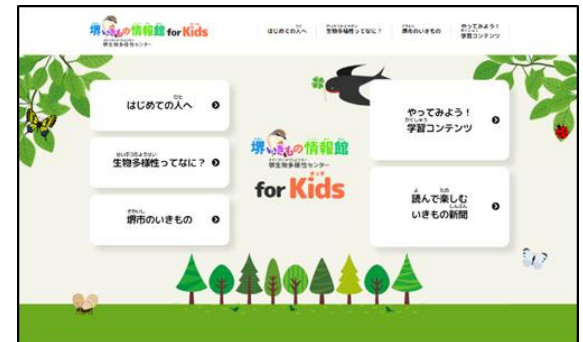 堺いきもの情報館 for Kids
堺生物多様性センター
はじめての人へ
生物多様性ってなに？
堺市のいきもの
やってみよう！
学習コンテンツ
はじめての人へ
生物多様性ってなに？
堺市のいきもの
堺いきもの情報館
堺生物多様性センター
for Kids
やってみよう！
学習コンテンツ
読んで楽しむ
いきもの新聞